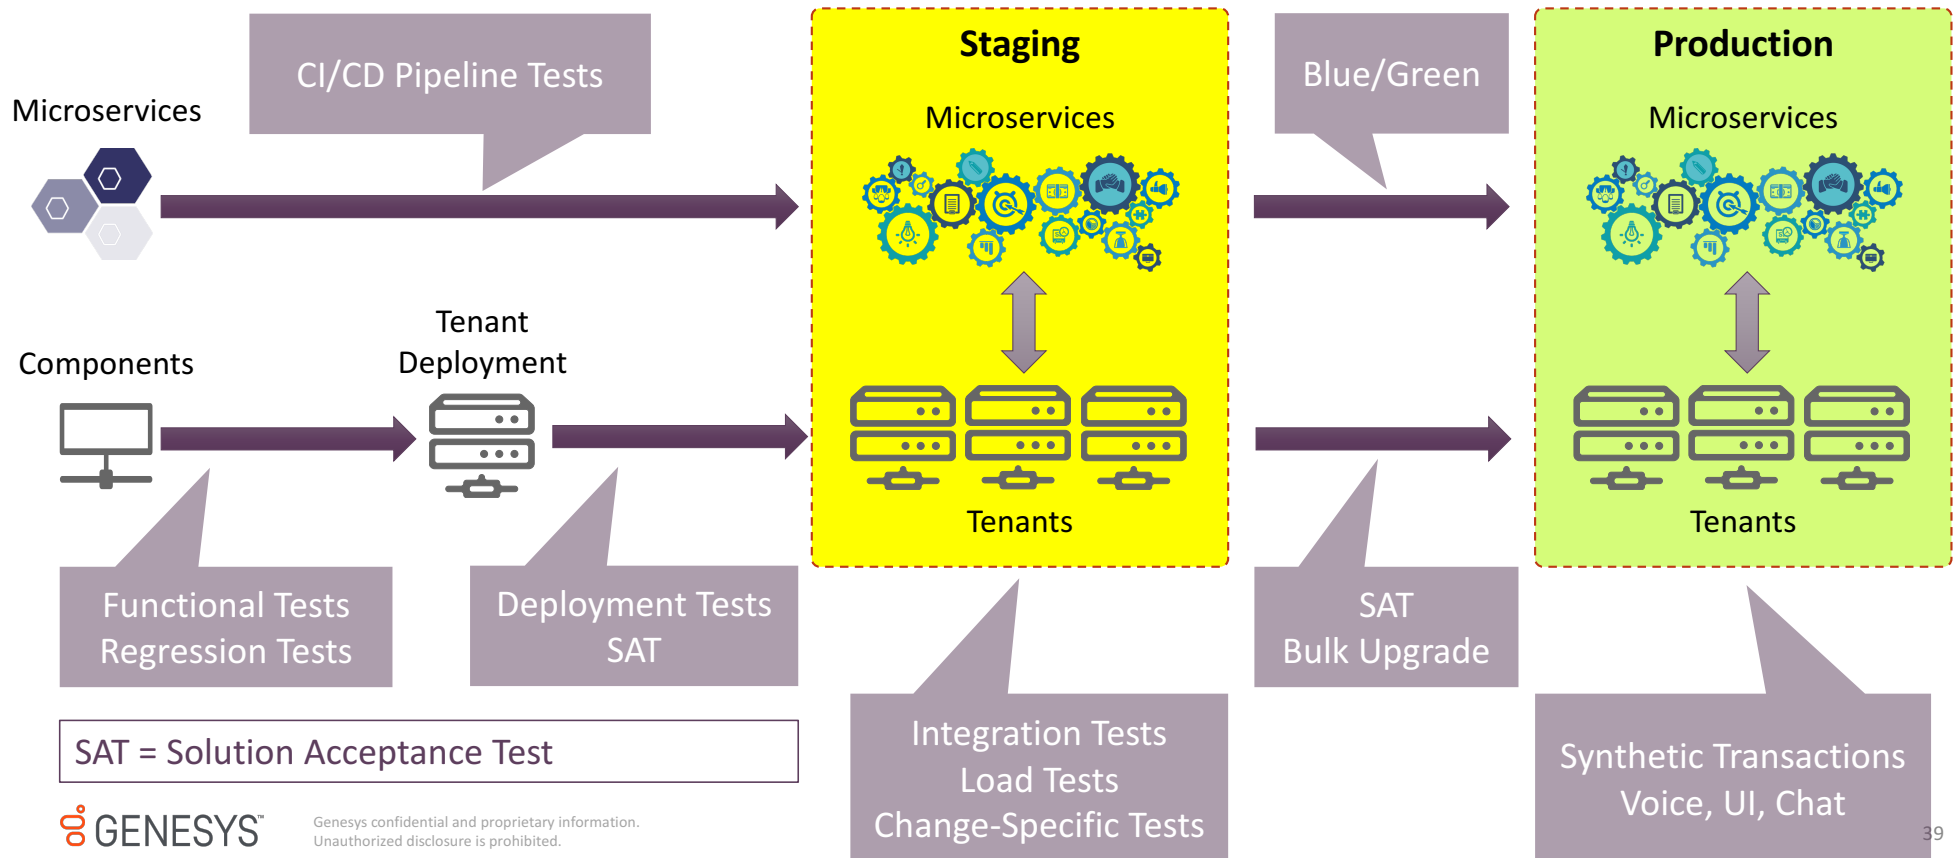 CI/CD Pipeline Tests
Microservices
Components
Tenant
Deployment
Functional Tests
Regression Tests
Deployment Tests
SAT
Staging
Microservices
Tenants
Integration Tests
Load Tests
Change-Specific Tests
Blue/Green
SAT
Bulk Upgrade
Production
Microservices
Tenants
Synthetic Transactions
Voice, UI, Chat
SAT = Solution Acceptance Test
GENESYS™
Genesys confidential and proprietary information.
Unauthorized disclosure is prohibited.
39